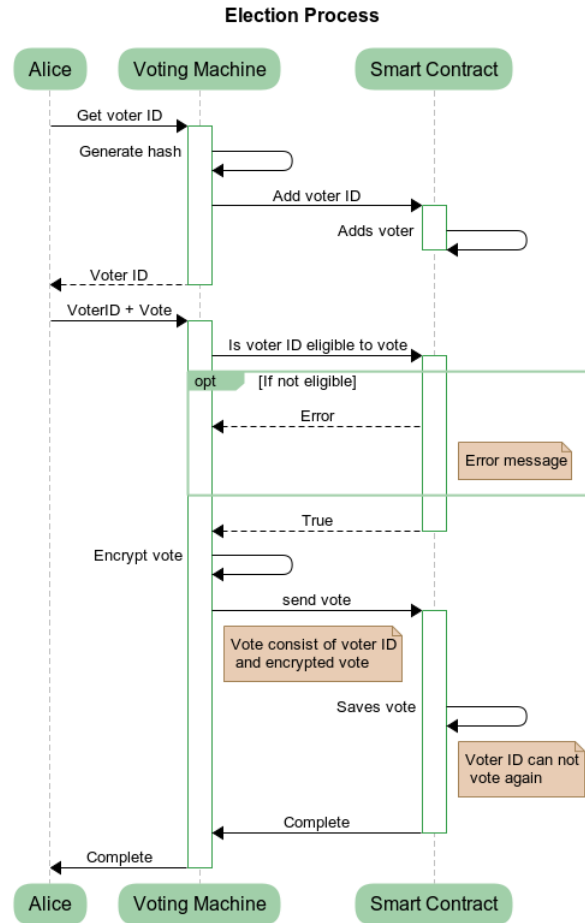 Election Process
Alice
Voting Machine
Smart Contract
Get voter ID
Generate hash
Add voter ID
Adds voter
Voter ID
VoterID + Vote
Is voter ID eligible to vote
opt
[If not eligible]
Error
Error message
True
Encrypt vote
send vote
Vote consist of voter ID
and encrypted vote
Saves vote
Voter ID can not
vote again
Complete
Complete
Alice
Voting Machine
Smart Contract